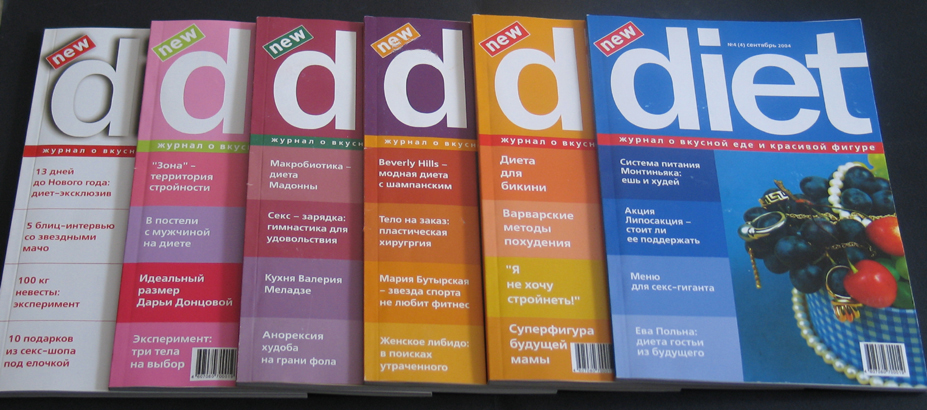 new
d
журнал о вкусн
13 дней
до Нового года:
диет-эксклюзив
5 блиц-интервью
со звездными
мачо
100 кг
невесты:
эксперимент
10 подарков
из секс-шопа
под елочкой
new
d
журнал о вкусн
"Зона" –
территория
стройности
В постели
с мужчиной
на диете
Идеальный
размер
Дарьи Донцовой
Эксперимент:
три тела
на выбор
new
d
журнал о вкусн
Макробиотика –
диета
Мадонны
Секс – зарядка:
гимнастика для
удовольствия
Кухня Валерия
Меладзе
Анорексия
худоба
на грани фола
new
d
журнал о вкусн
Beverly Hills –
модная диета
с шампанским
Тело на заказ:
пластическая
хирургргия
Мария Бутырская
– звезда спорта
не любит фитнес
Женское либидо:
в поисках
утраченного
new
d
журнал о вкусн
Диета
для
бикини
Варварские
методы
похудения
"Я
не хочу
стройнеть!"
Суперфигура
будущей
мамы
new
diet
№4 (4) сентябрь 2004
журнал о вкусной еде и красивой фигуре
Система питания
Монтиньяка:
ешь и худей
Акция
Липосакция –
стоит ли
ее поддержать
Меню
для секс-гиганта
Ева Польна:
диета гостьи
из будущего